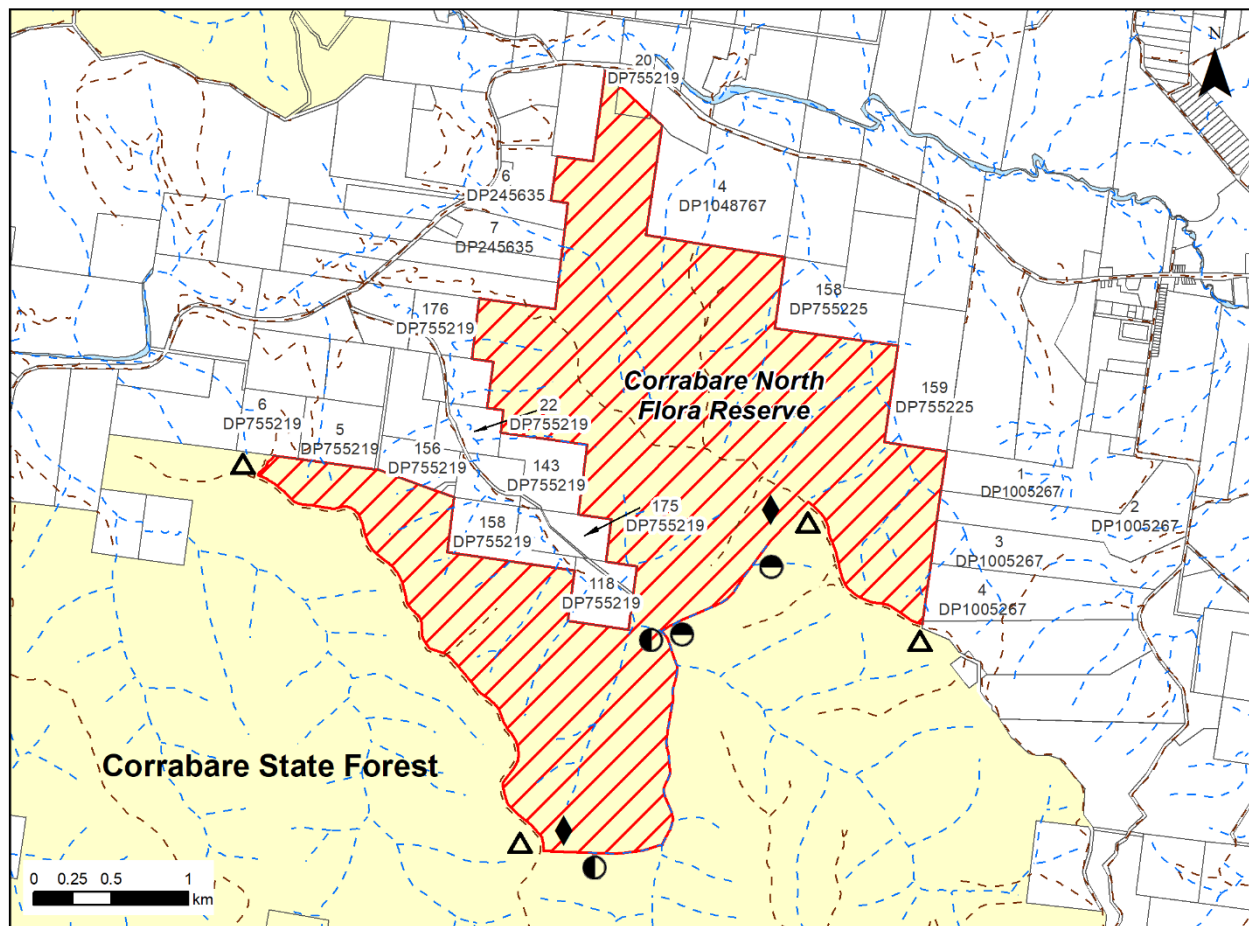 N
20
DP755219
6
DP245635
4
DP1048767
7
DP245635
158
DP755225
176
DP755219
Corrabare North
Flora Reserve
159
DP755225
22
DP755219
6
DP755219
5
DP755219
156
DP755219
143
DP755219
1
DP1005267
2
DP1005267
175
DP755219
158
DP755219
3
DP1005267
118
DP755219
4
DP1005267
Corrabare State Forest
0 0.25 0.5 1
km